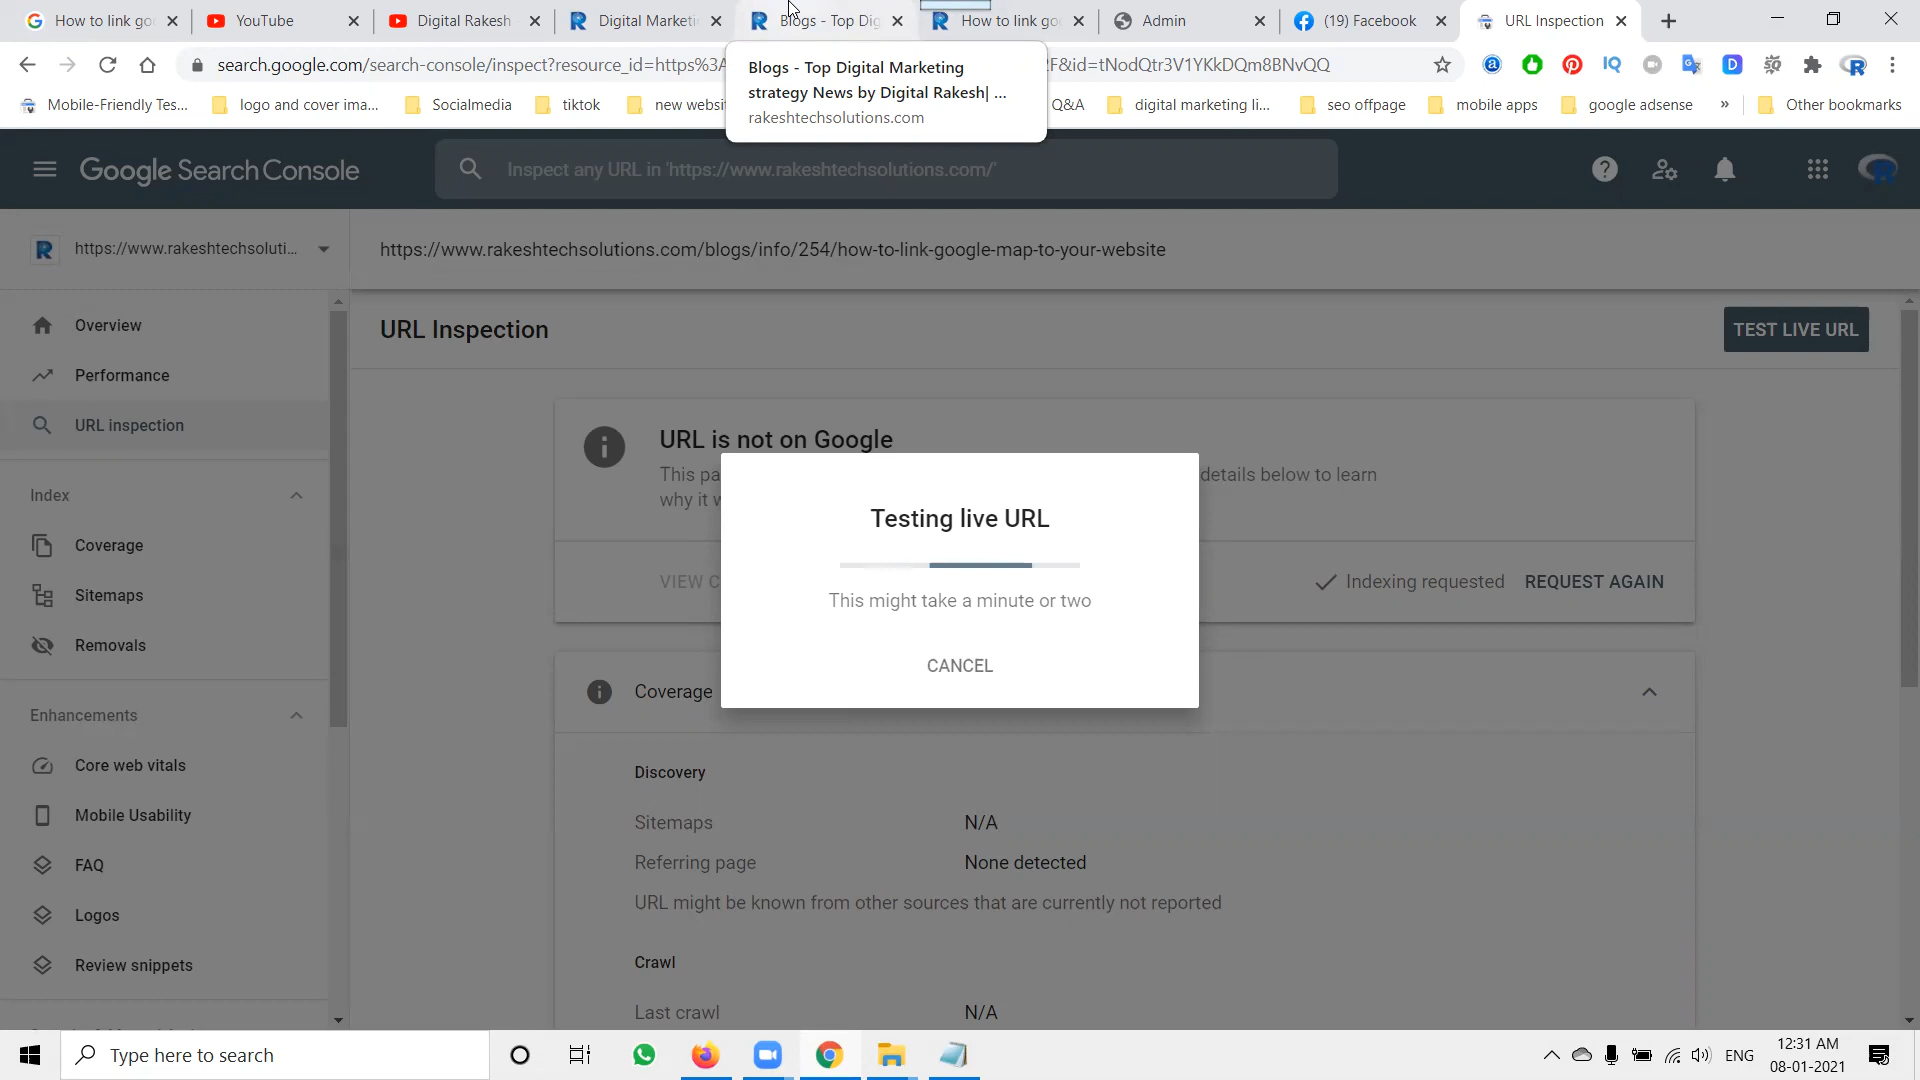 How to link go
YouTube
Digital Rakesh
Digital Marketi
Blogs - Top Dig
How to link go
Admin
(19) Facebook
URL Inspection
search.google.com/search-console/inspect?resource_id=https%3A
F&id=tNodQtr3V1YKkDQm8BNvQQ
Mobile-Friendly Tes...
logo and cover ima...
Socialmedia
tiktok
new websi
Q&A
digital marketing li...
seo offpage
mobile apps
google adsense
»
Other bookmarks
Blogs - Top Digital Marketing
strategy News by Digital Rakesh| ...
rakeshtechsolutions.com
Google Search Console
Inspect any URL in 'https://www.rakeshtechsolutions.com/'
https://www.rakeshtechsoluti...
https://www.rakeshtechsolutions.com/blogs/info/254/how-to-link-google-map-to-your-website
Overview
Performance
URL inspection
Index
Coverage
Sitemaps
Removals
Enhancements
Core web vitals
Mobile Usability
FAQ
Logos
Review snippets
URL Inspection
TEST LIVE URL
URL is not on Google
This pa
details below to learn
why it w
VIEW C
Indexing requested
REQUEST AGAIN
Testing live URL
This might take a minute or two
CANCEL
Coverage
Discovery
Sitemaps N/A
Referring page None detected
URL might be known from other sources that are currently not reported
Crawl
Last crawl N/A
Type here to search
ENG
12:31 AM
08-01-2021